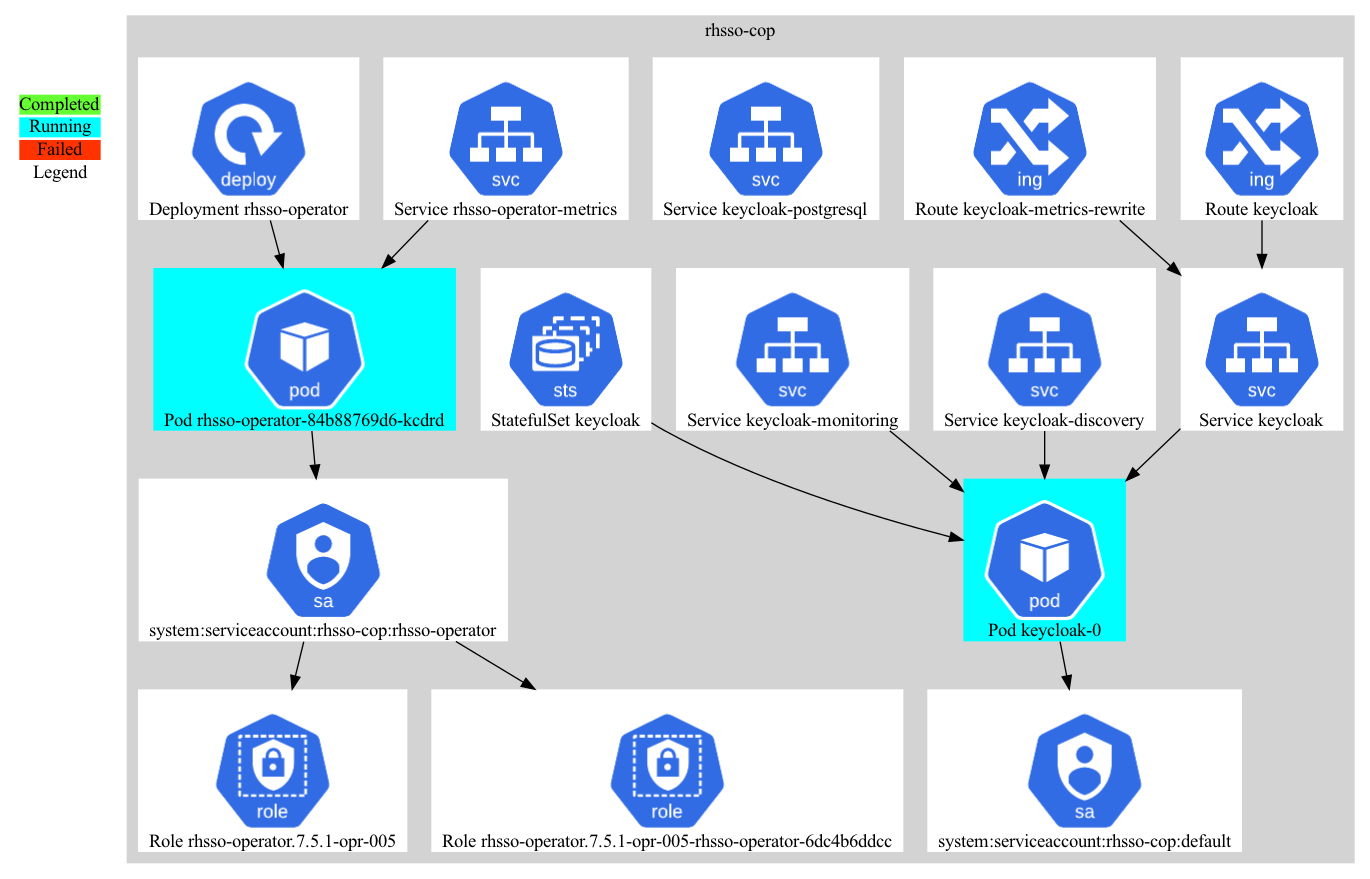 rhsso-cop
Completed
Running
Failed
Legend
deploy
Deployment rhsso-operator
svc
Service rhsso-operator-metrics
svc
Service keycloak-postgresql
ing
Route keycloak-metrics-rewrite
ing
Route keycloak
pod
Pod rhsso-operator-84b88769d6-kcdrd
sts
StatefulSet keycloak
svc
Service keycloak-monitoring
svc
Service keycloak-discovery
svc
Service keycloak
sa
system:serviceaccount:rhsso-cop:rhsso-operator
pod
Pod keycloak-0
role
Role rhsso-operator.7.5.1-opr-005
role
Role rhsso-operator.7.5.1-opr-005-rhsso-operator-6dc4b6ddcc
sa
system:serviceaccount:rhsso-cop:default